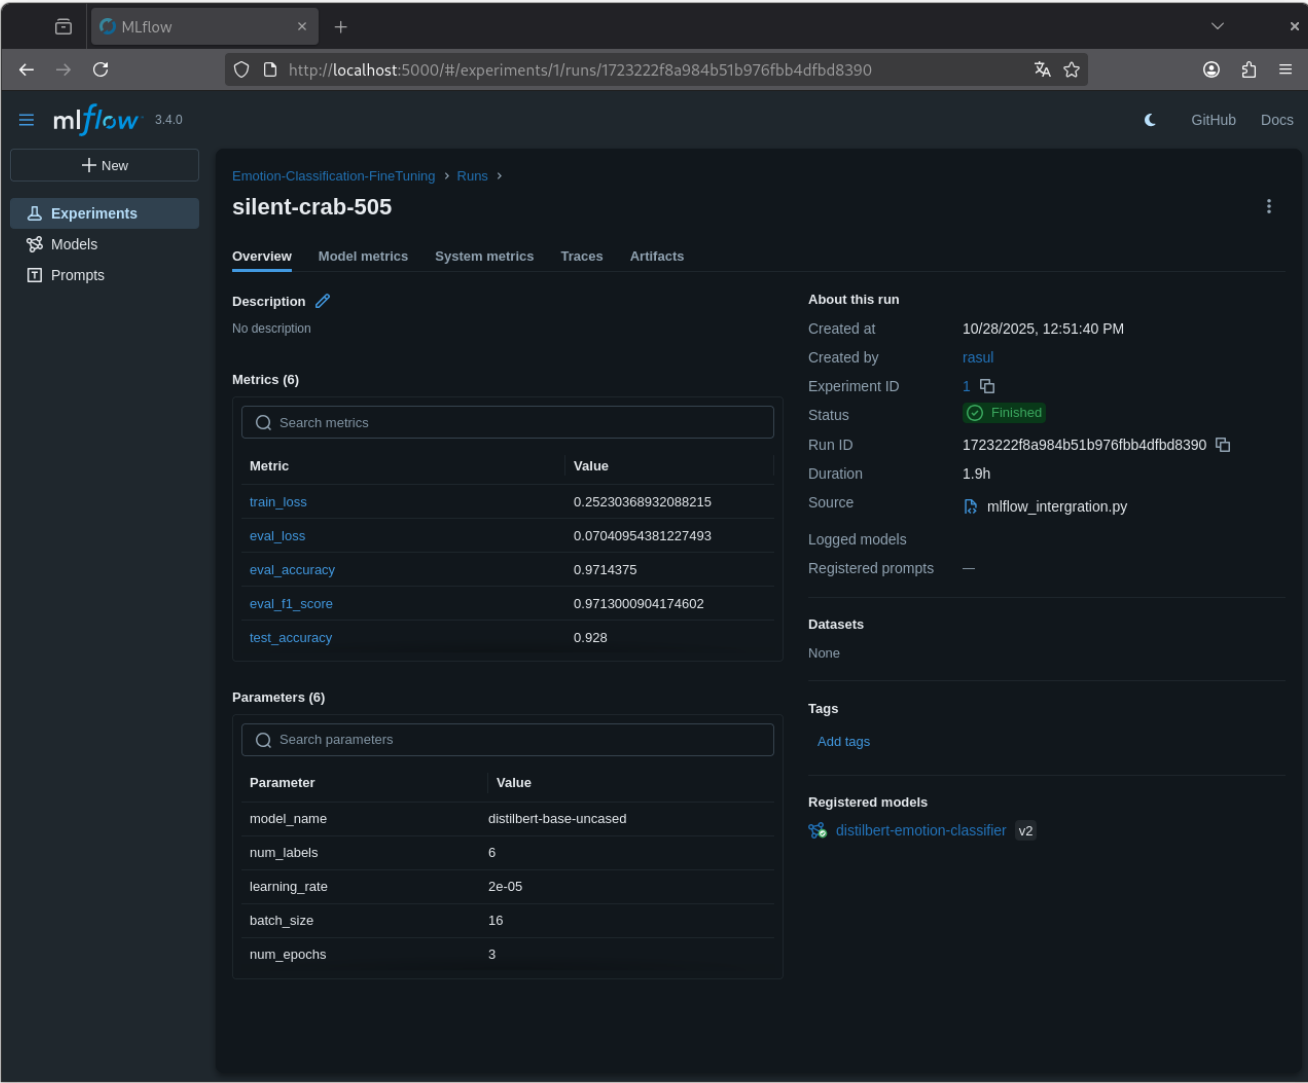 MLflow
http://localhost:5000/#/experiments/1/runs/1723222f8a984b51b976fbb4dfbd8390
mlflow 3.4.0
GitHub Docs
New
Experiments
Models
Prompts
Emotion-Classification-FineTuning › Runs ›
silent-crab-505
Overview Model metrics System metrics Traces Artifacts
Description
No description
Metrics (6)
Search metrics
Metric Value
train_loss 0.25230368932088215
eval_loss 0.07040954381227493
eval_accuracy 0.9714375
eval_f1_score 0.9713000904174602
test_accuracy 0.928
Parameters (6)
Search parameters
Parameter Value
model_name distilbert-base-uncased
num_labels 6
learning_rate 2e-05
batch_size 16
num_epochs 3
About this run
Created at 10/28/2025, 12:51:40 PM
Created by rasul
Experiment ID 1
Status Finished
Run ID 1723222f8a984b51b976fbb4dfbd8390
Duration 1.9h
Source mlflow_intergration.py
Logged models
Registered prompts —
Datasets
None
Tags
Add tags
Registered models
distilbert-emotion-classifier v2